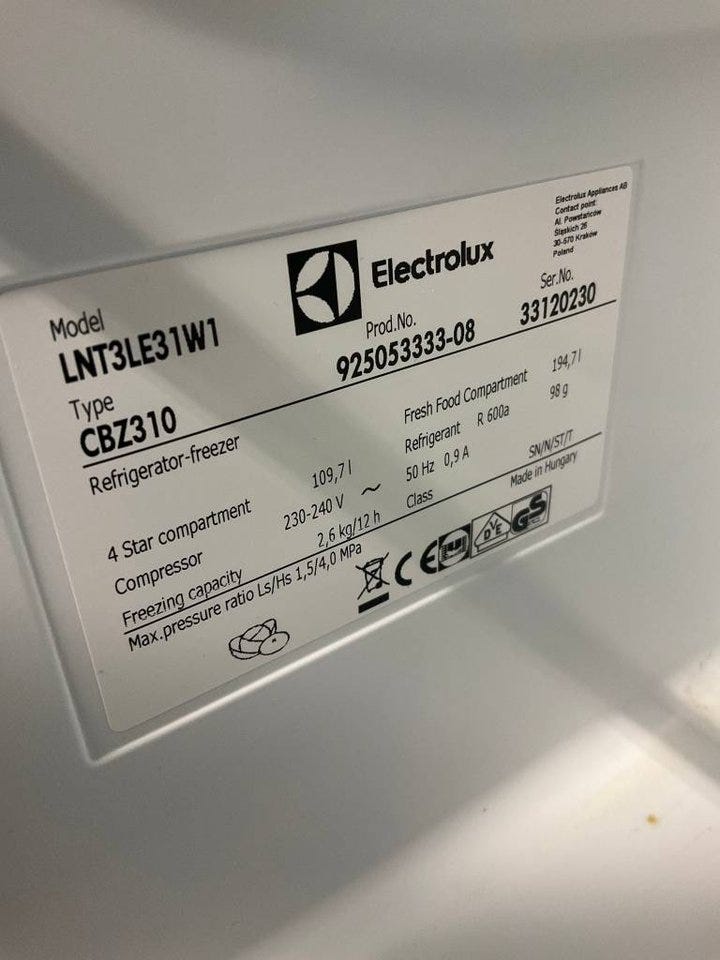 Electrolux Appliances AB
Contact point:
Al. Powstańców
Śląskich 26
30-570 Kraków
Poland
Electrolux
Model
LNT3LE31W1
Prod.No.
925053333-08
Ser.No.
33120230
Type
CBZ310
Refrigerator-freezer
Fresh Food Compartment 194,7 l
4 Star compartment 109,7 l
Refrigerant R 600a 98 g
Compressor 230-240 V ~ 50 Hz 0,9 A
Freezing capacity 2,6 kg/12 h
Class SN/N/ST/T
Max.pressure ratio Ls/Hs 1,5/4,0 MPa
Made in Hungary
CE
DVE
GS